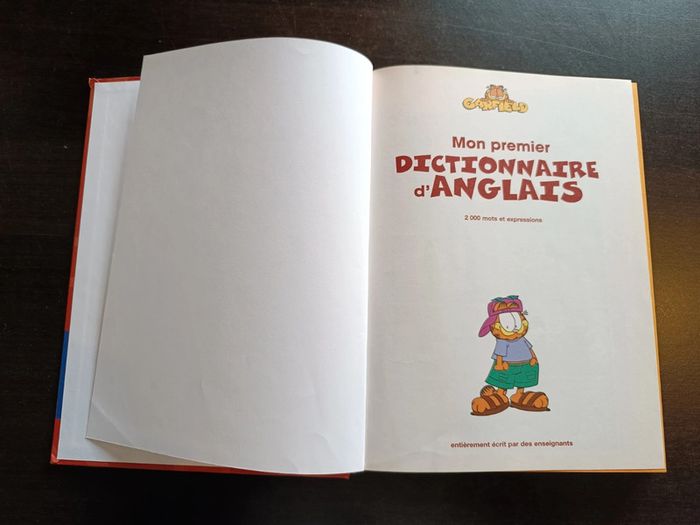 GARFIELD
Mon premier
DICTIONNAIRE
d'ANGLAIS
2 000 mots et expressions
entièrement écrit par des enseignants